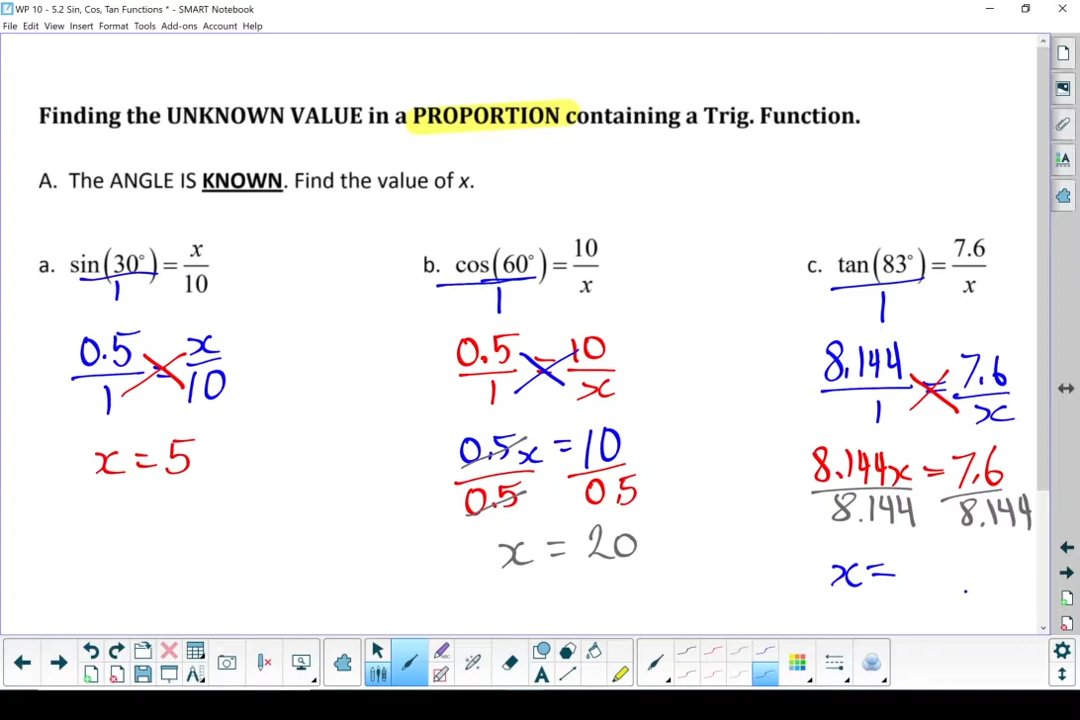 WP 10 - 5.2 Sin, Cos, Tan Functions * - SMART Notebook
File Edit View Insert Format Tools Add-ons Account Help
Finding the UNKNOWN VALUE in a PROPORTION containing a Trig. Function.
A. The ANGLE IS KNOWN. Find the value of x.
a. sin(30°) = x/10
1
0.5/1 = x/10
x = 5
b. cos(60°) = 10/x
1
0.5/1 = 10/x
0.5x = 10
0.5 0.5
x = 20
c. tan(83°) = 7.6/x
1
8.144/1 = 7.6/x
8.144x = 7.6
8.144 8.144
x =